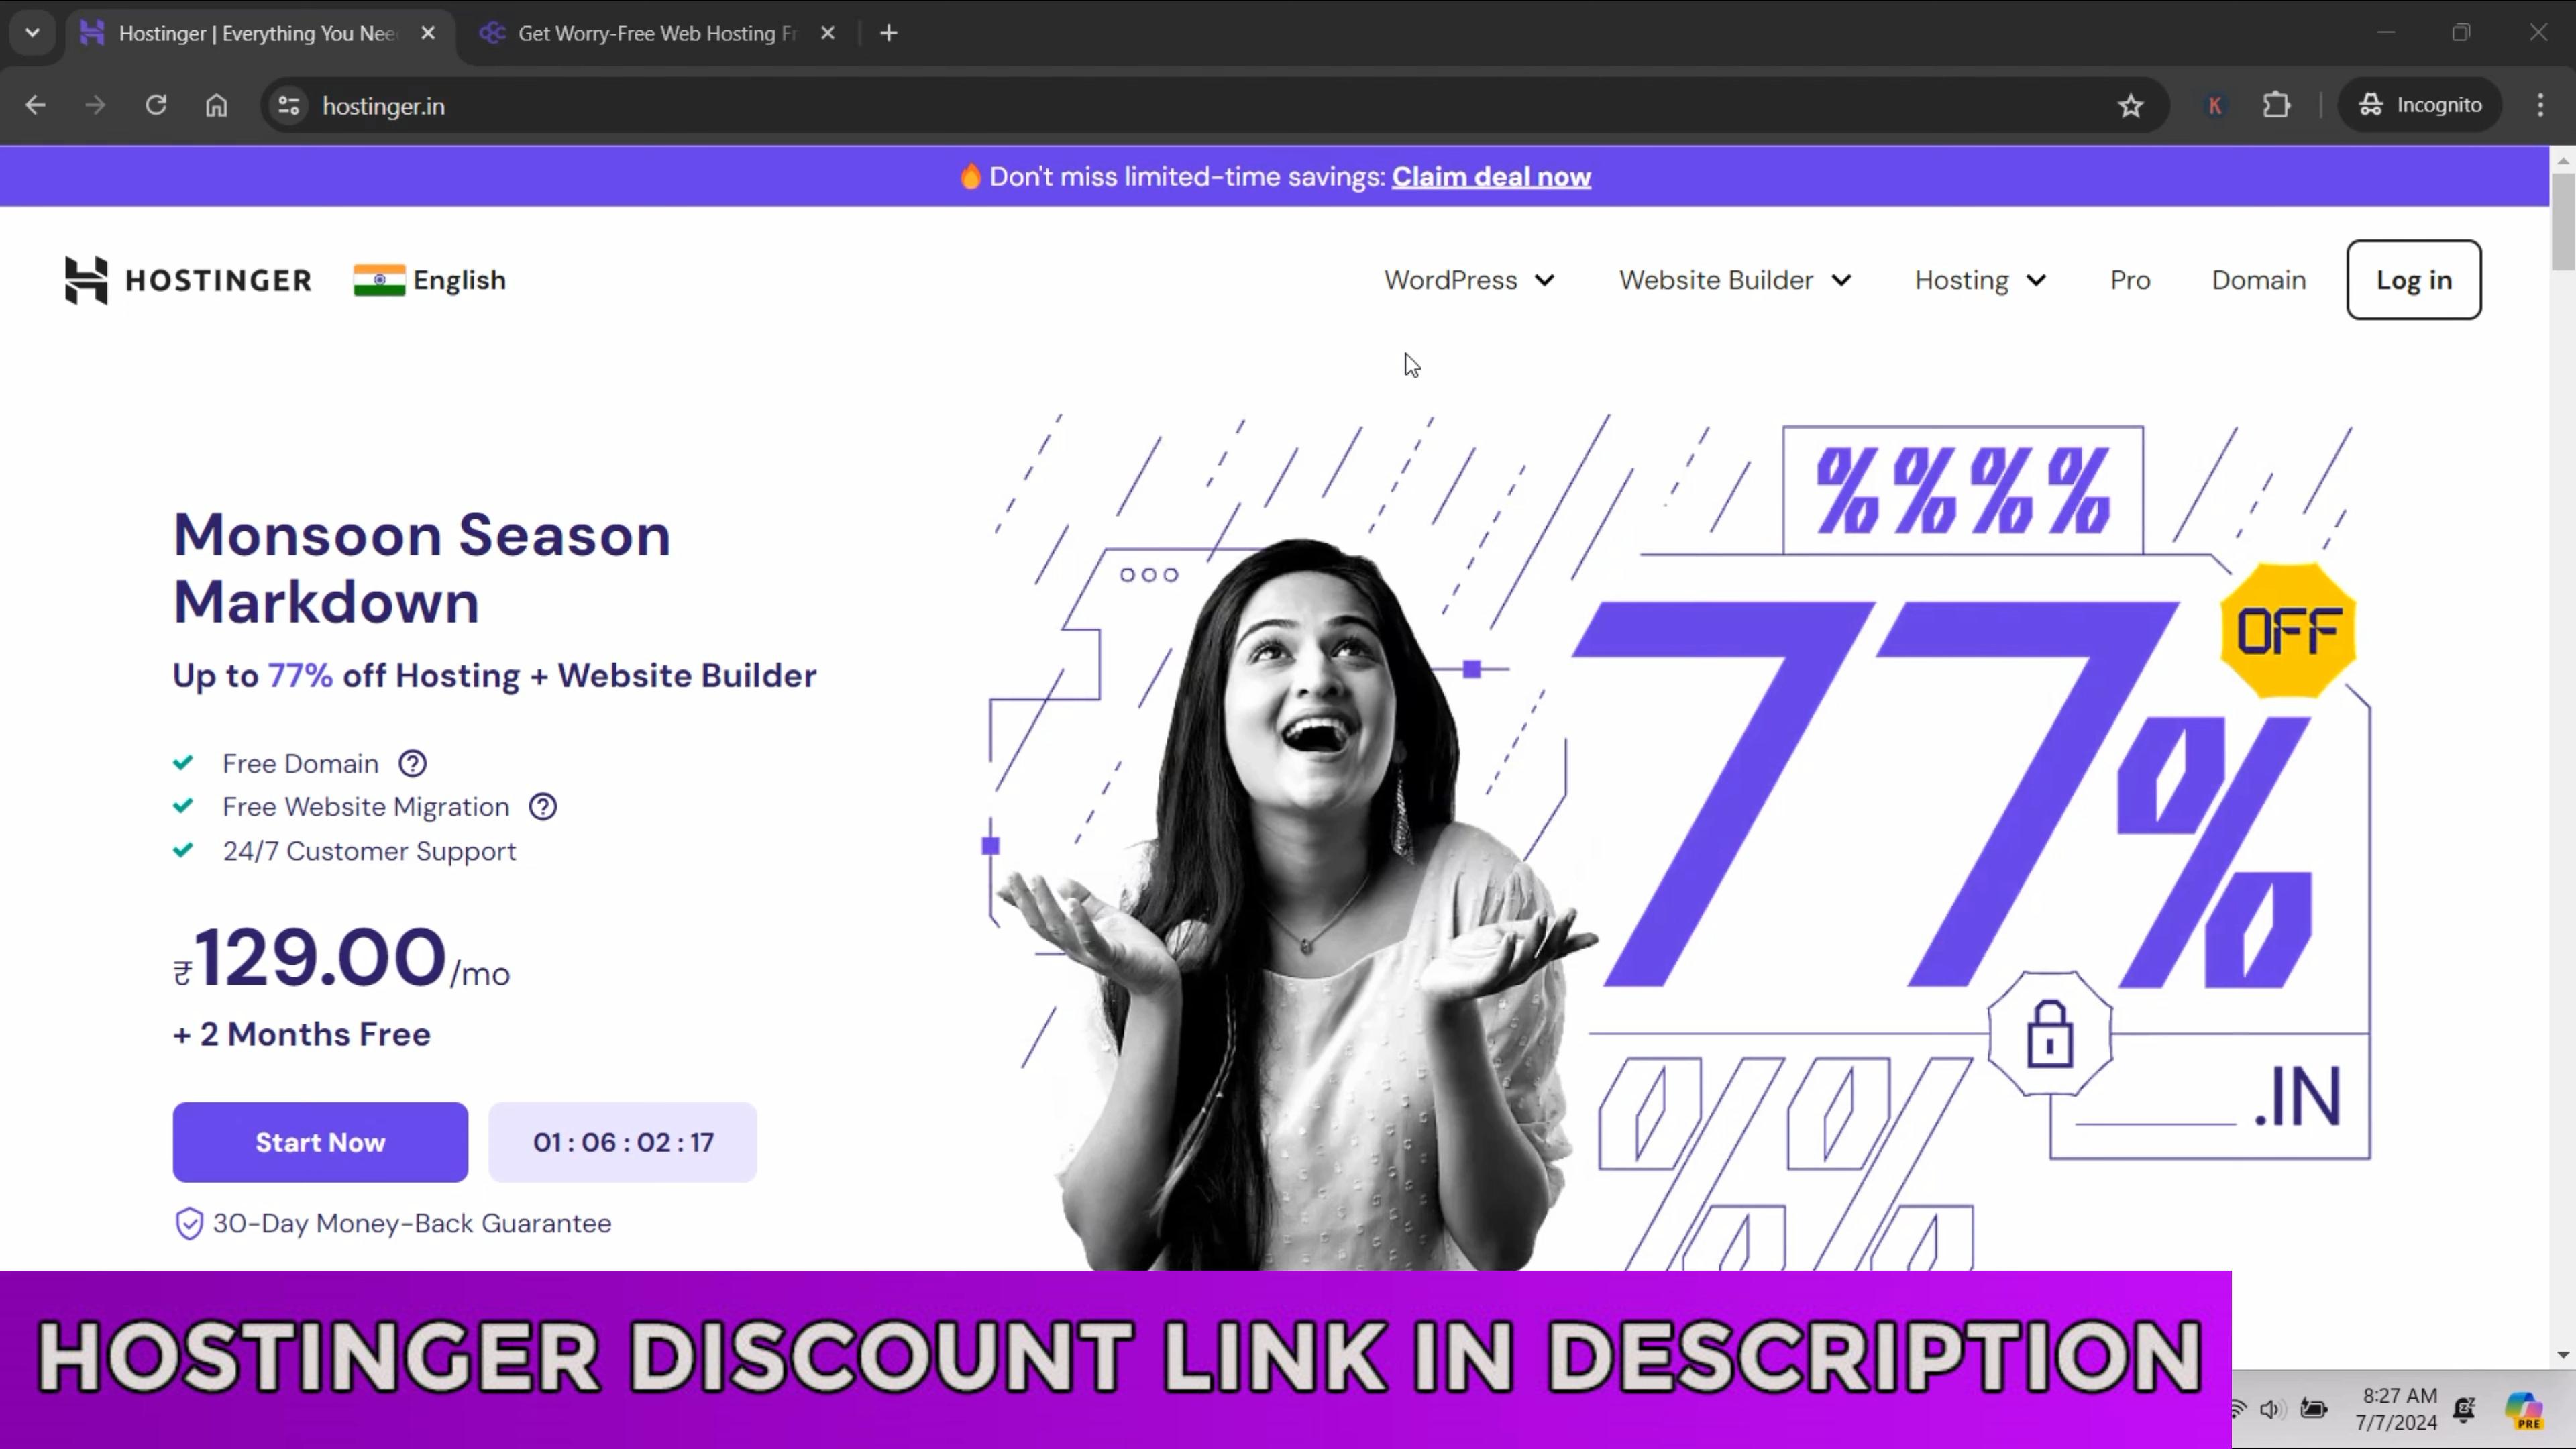 Hostinger | Everything You Nee
Get Worry-Free Web Hosting Fr
hostinger.in
K
Incognito
🔥 Don't miss limited-time savings: Claim deal now
HOSTINGER
English
WordPress
Website Builder
Hosting
Pro
Domain
Log in
Monsoon Season
Markdown
Up to 77% off Hosting + Website Builder
Free Domain
Free Website Migration
24/7 Customer Support
₹129.00/mo
+ 2 Months Free
Start Now
01 : 06 : 02 : 17
30-Day Money-Back Guarantee
%%%%
77%
OFF
.IN
%%
HOSTINGER DISCOUNT LINK IN DESCRIPTION
8:27 AM
7/7/2024
PRE